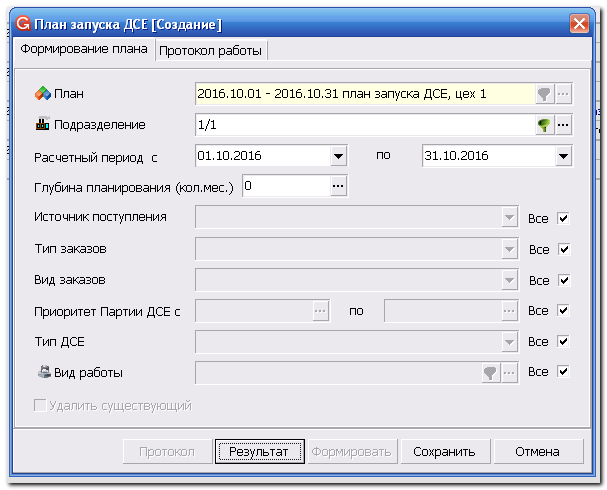 План запуска ДСЕ [Создание]
Формирование плана Протокол работы
План 2016.10.01 - 2016.10.31 план запуска ДСЕ, цех 1
Подразделение 1/1
Расчетный период с 01.10.2016 по 31.10.2016
Глубина планирования (кол.мес.) 0
Источник поступления Все
Тип заказов Все
Вид заказов Все
Приоритет Партии ДСЕ с по Все
Тип ДСЕ Все
Вид работы Все
Удалить существующий
Протокол Результат Формировать Сохранить Отмена